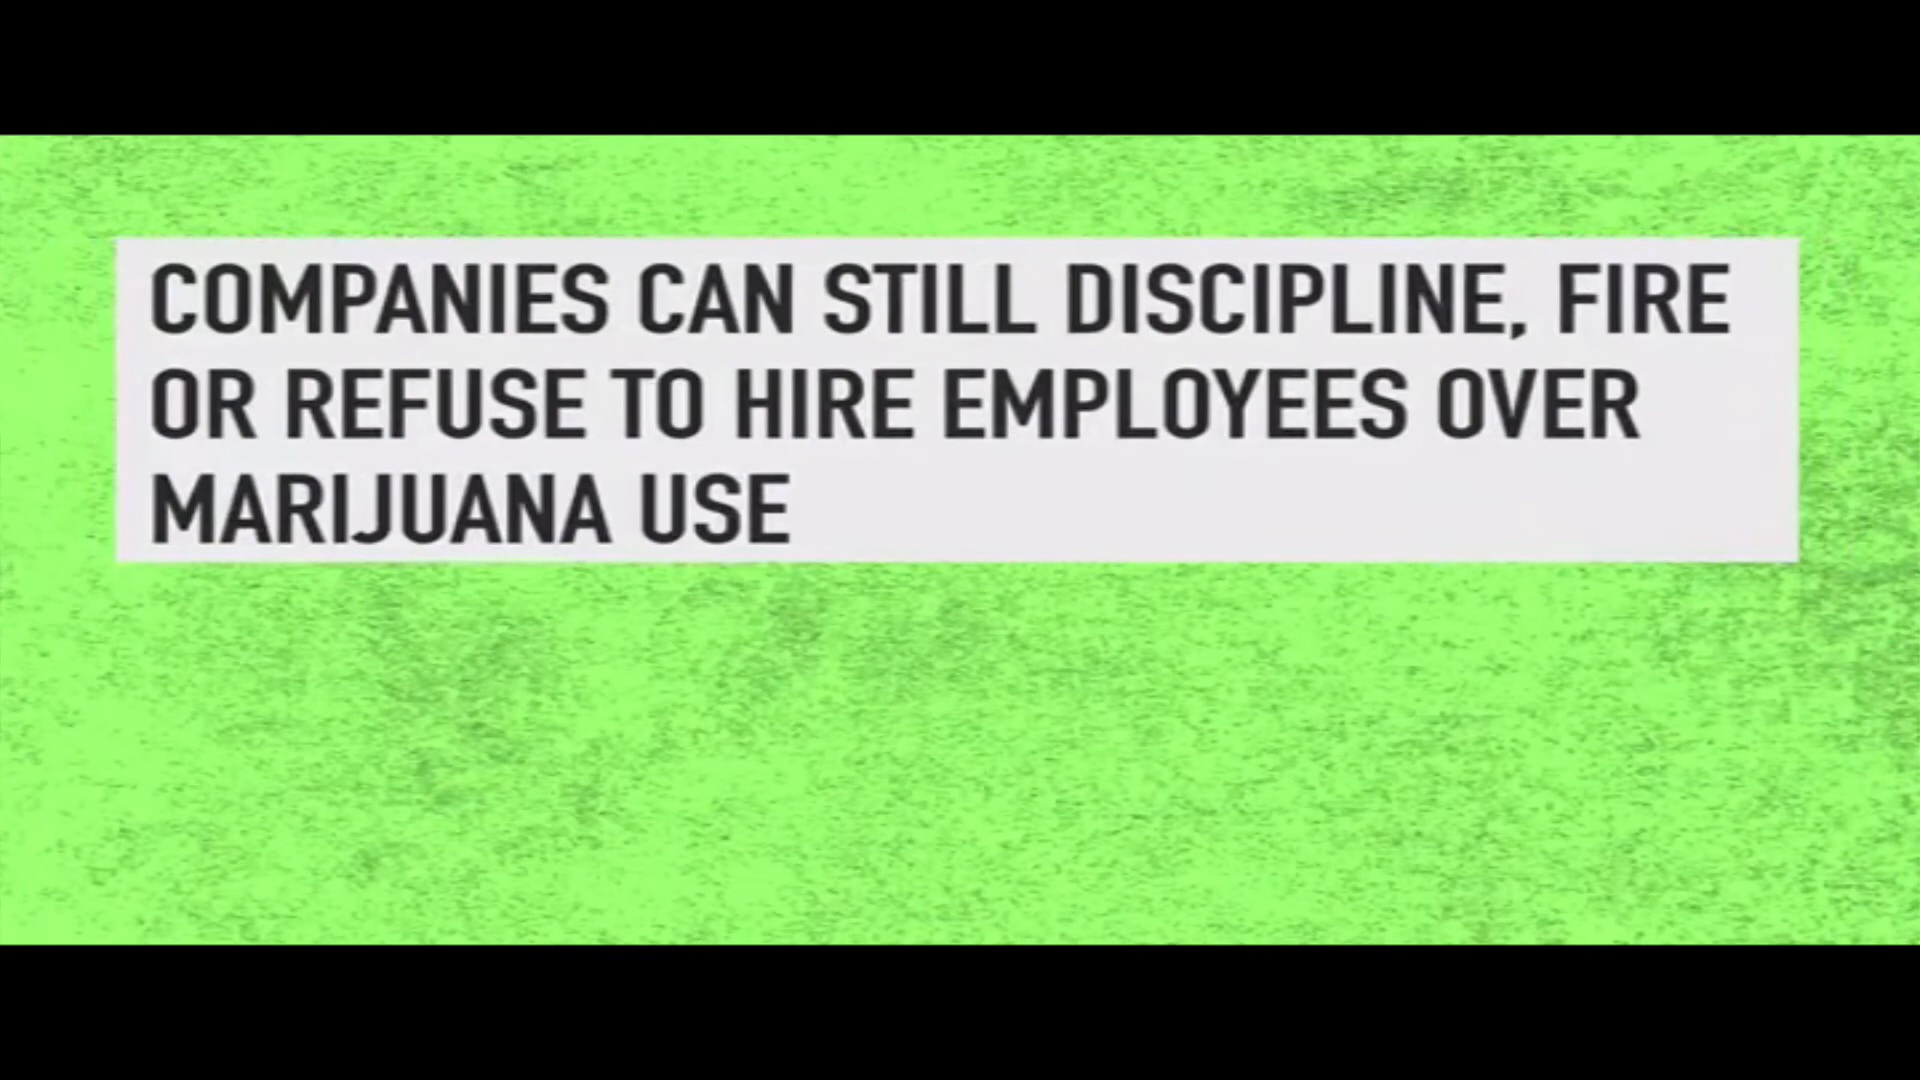 COMPANIES CAN STILL DISCIPLINE, FIRE
OR REFUSE TO HIRE EMPLOYEES OVER
MARIJUANA USE